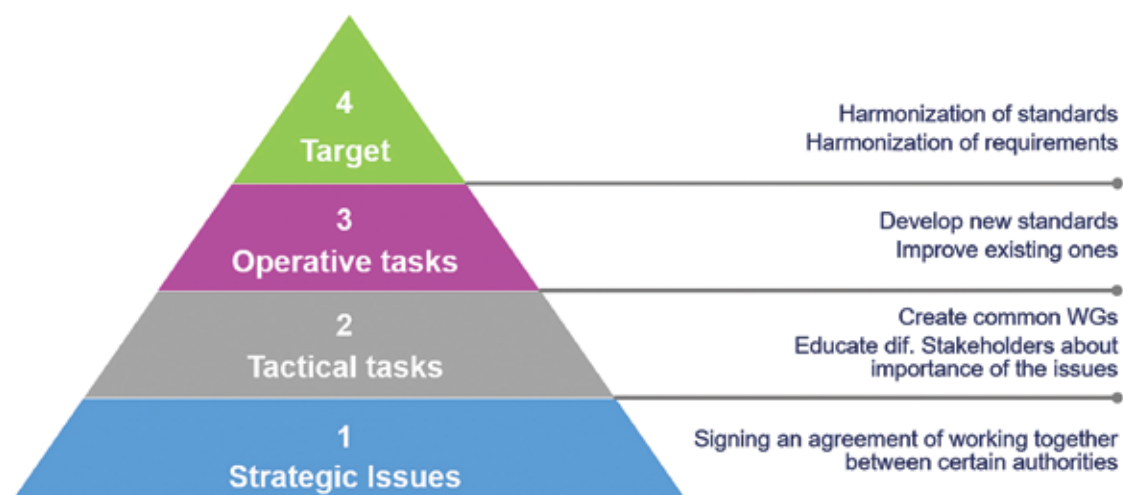 4
Target
Harmonization of standards
Harmonization of requirements
3
Operative tasks
Develop new standards
Improve existing ones
2
Tactical tasks
Create common WGs
Educate dif. Stakeholders about
importance of the issues
1
Strategic Issues
Signing an agreement of working together
between certain authorities